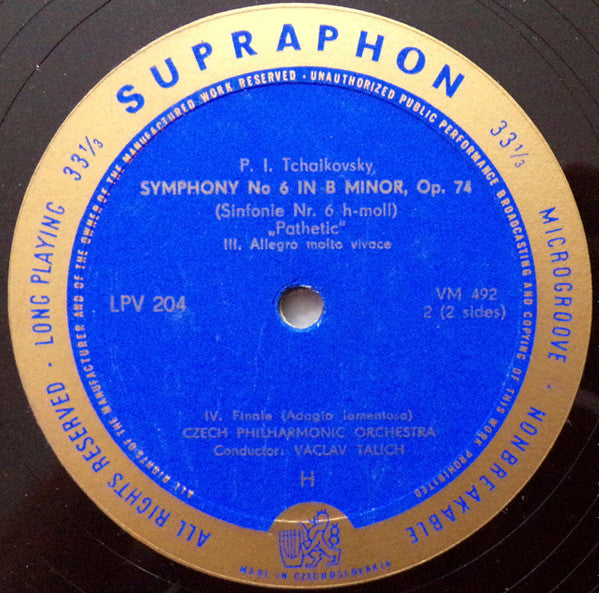 SUPRAPHON
ALL RIGHTS RESERVED · LONG PLAYING 33⅓
33⅓ MICROGROOVE · NONBREAKABLE
ALL RIGHTS OF THE MANUFACTURER AND OF THE OWNER OF THE MANUFACTURED WORK RESERVED · UNAUTHORIZED PUBLIC PERFORMANCE BROADCASTING AND COPYING OF THIS WORK PROHIBITED
P. I. Tchaikovsky
SYMPHONY No 6 IN B MINOR, Op. 74
(Sinfonie Nr. 6 h-moll)
„Pathetic“
III. Allegro molto vivace
LPV 204
VM 492
2 (2 sides)
IV. Finale (Adagio lamentosa)
CZECH PHILHARMONIC ORCHESTRA
Conductor: VACLAV TALICH
H
MADE IN CZECHOSLOVAKIA